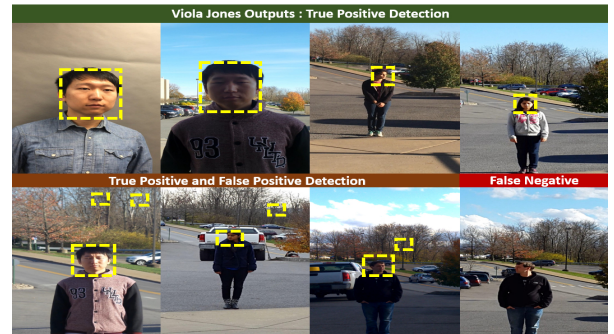 Viola Jones Outputs : True Positive Detection
93
True Positive and False Positive Detection
False Negative
93